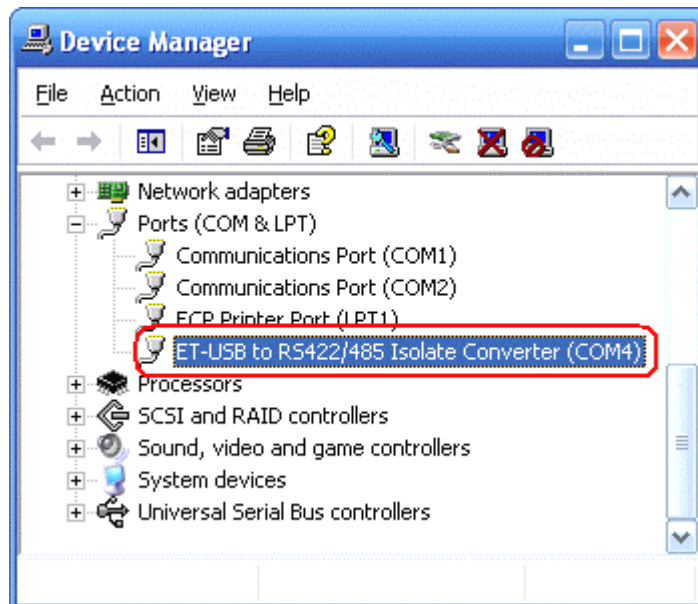 Device Manager
File Action View Help
Network adapters
Ports (COM & LPT)
Communications Port (COM1)
Communications Port (COM2)
ECP Printer Port (LPT1)
ET-USB to RS422/485 Isolate Converter (COM4)
Processors
SCSI and RAID controllers
Sound, video and game controllers
System devices
Universal Serial Bus controllers